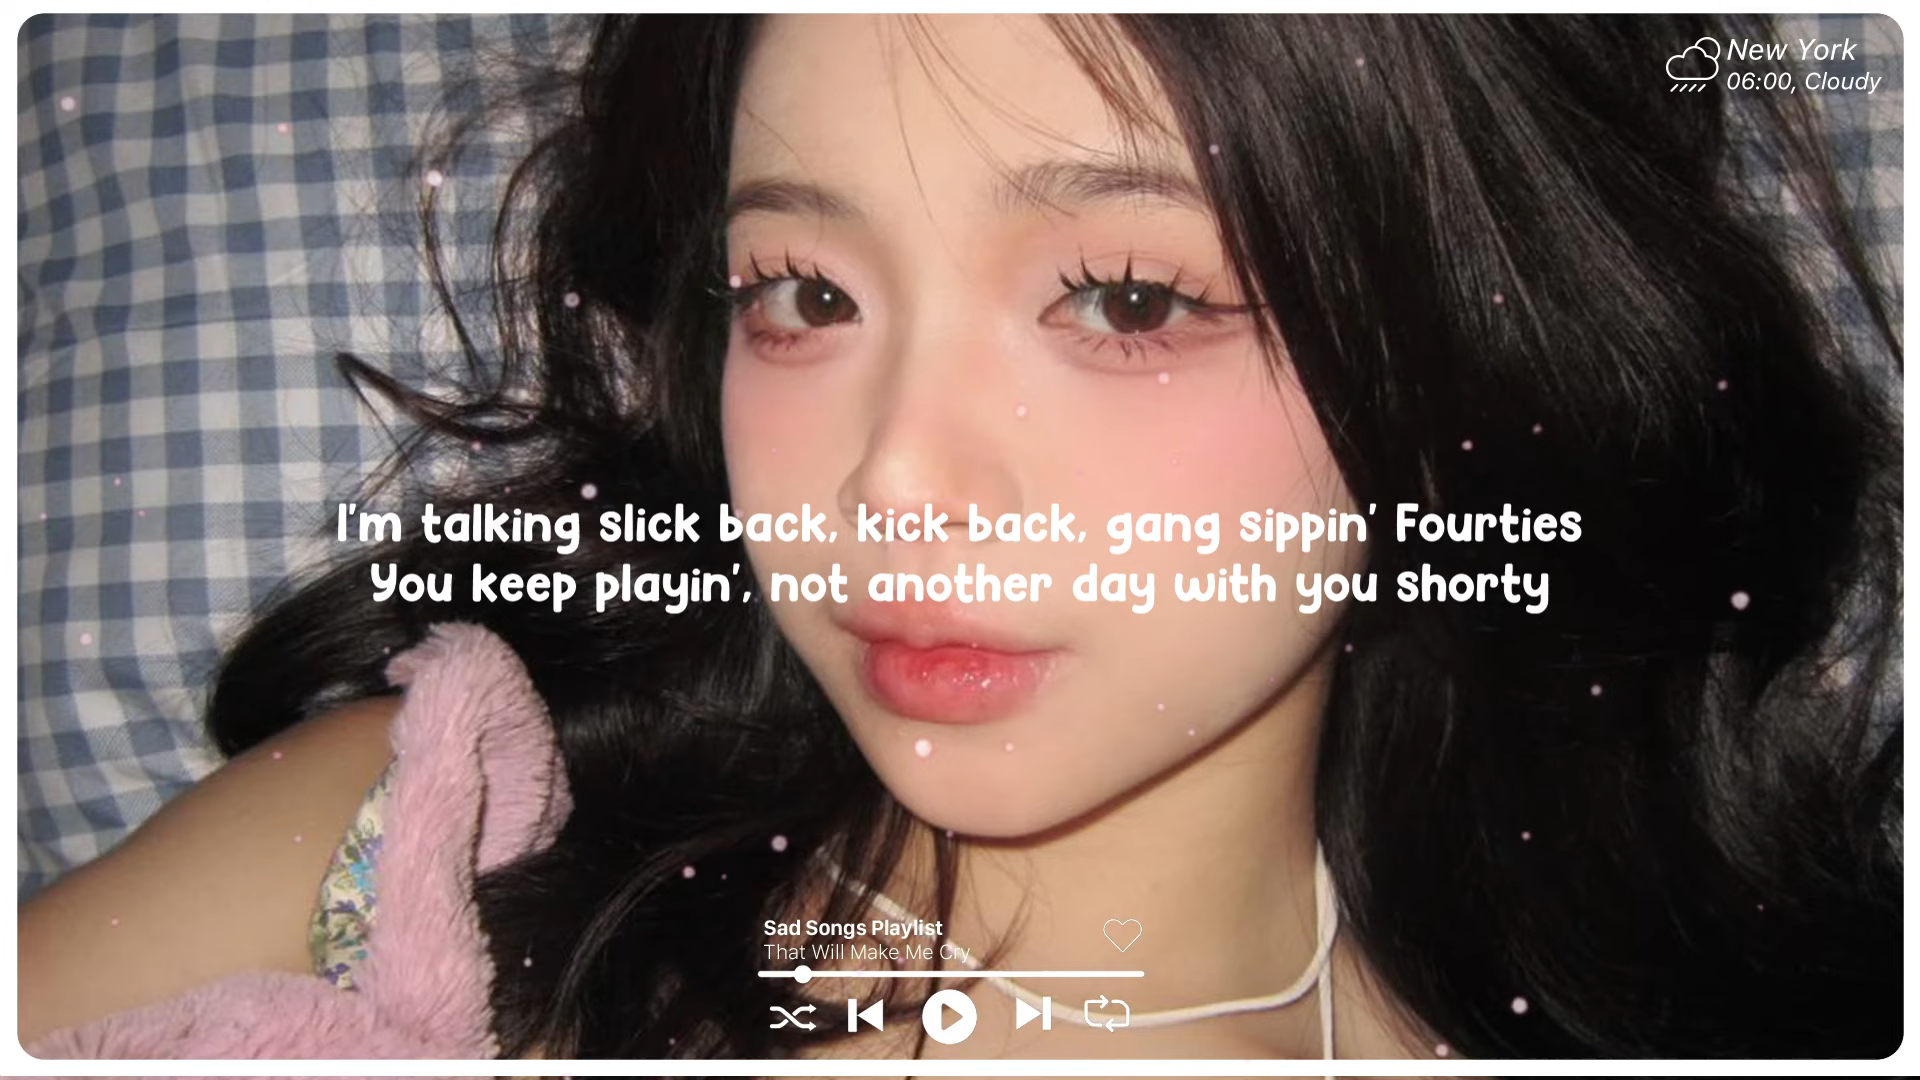 New York
06:00, Cloudy
I'm talking slick back, kick back, gang sippin' Fourties
You keep playin', not another day with you shorty
Sad Songs Playlist
That Will Make Me Cry